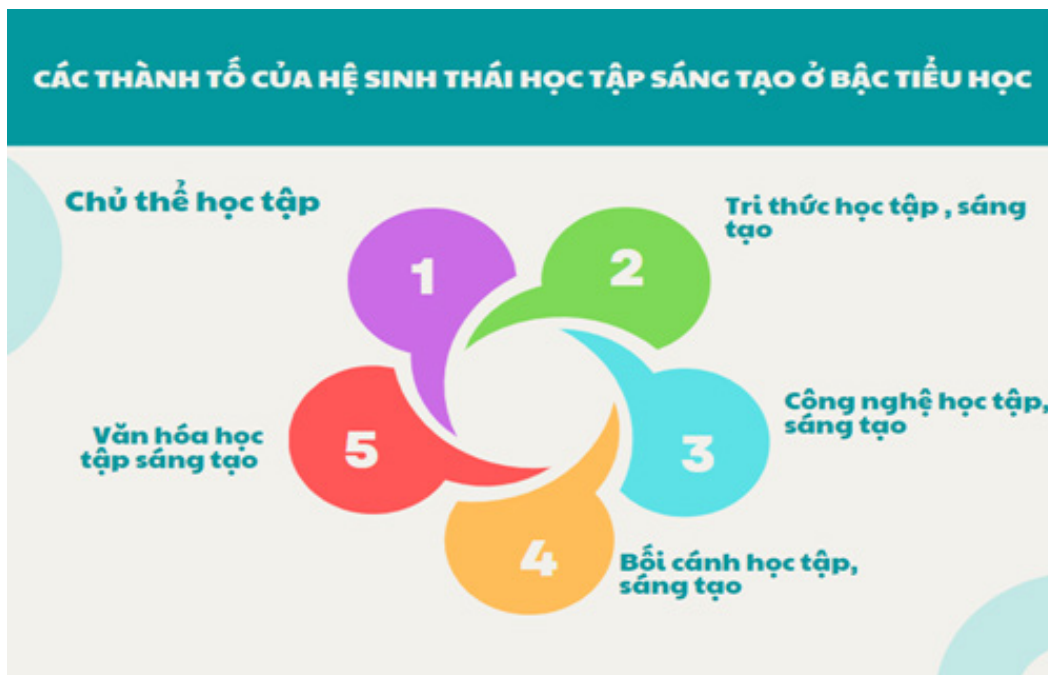 CÁC THÀNH TỐ CỦA HỆ SINH THÁI HỌC TẬP SÁNG TẠO Ở BẬC TIỂU HỌC
Chủ thể học tập
1
2
Tri thức học tập , sáng
tạo
3
Công nghệ học tập,
sáng tạo
4
Bối cánh học tập,
sáng tạo
5
Văn hóa học
tập sáng tạo